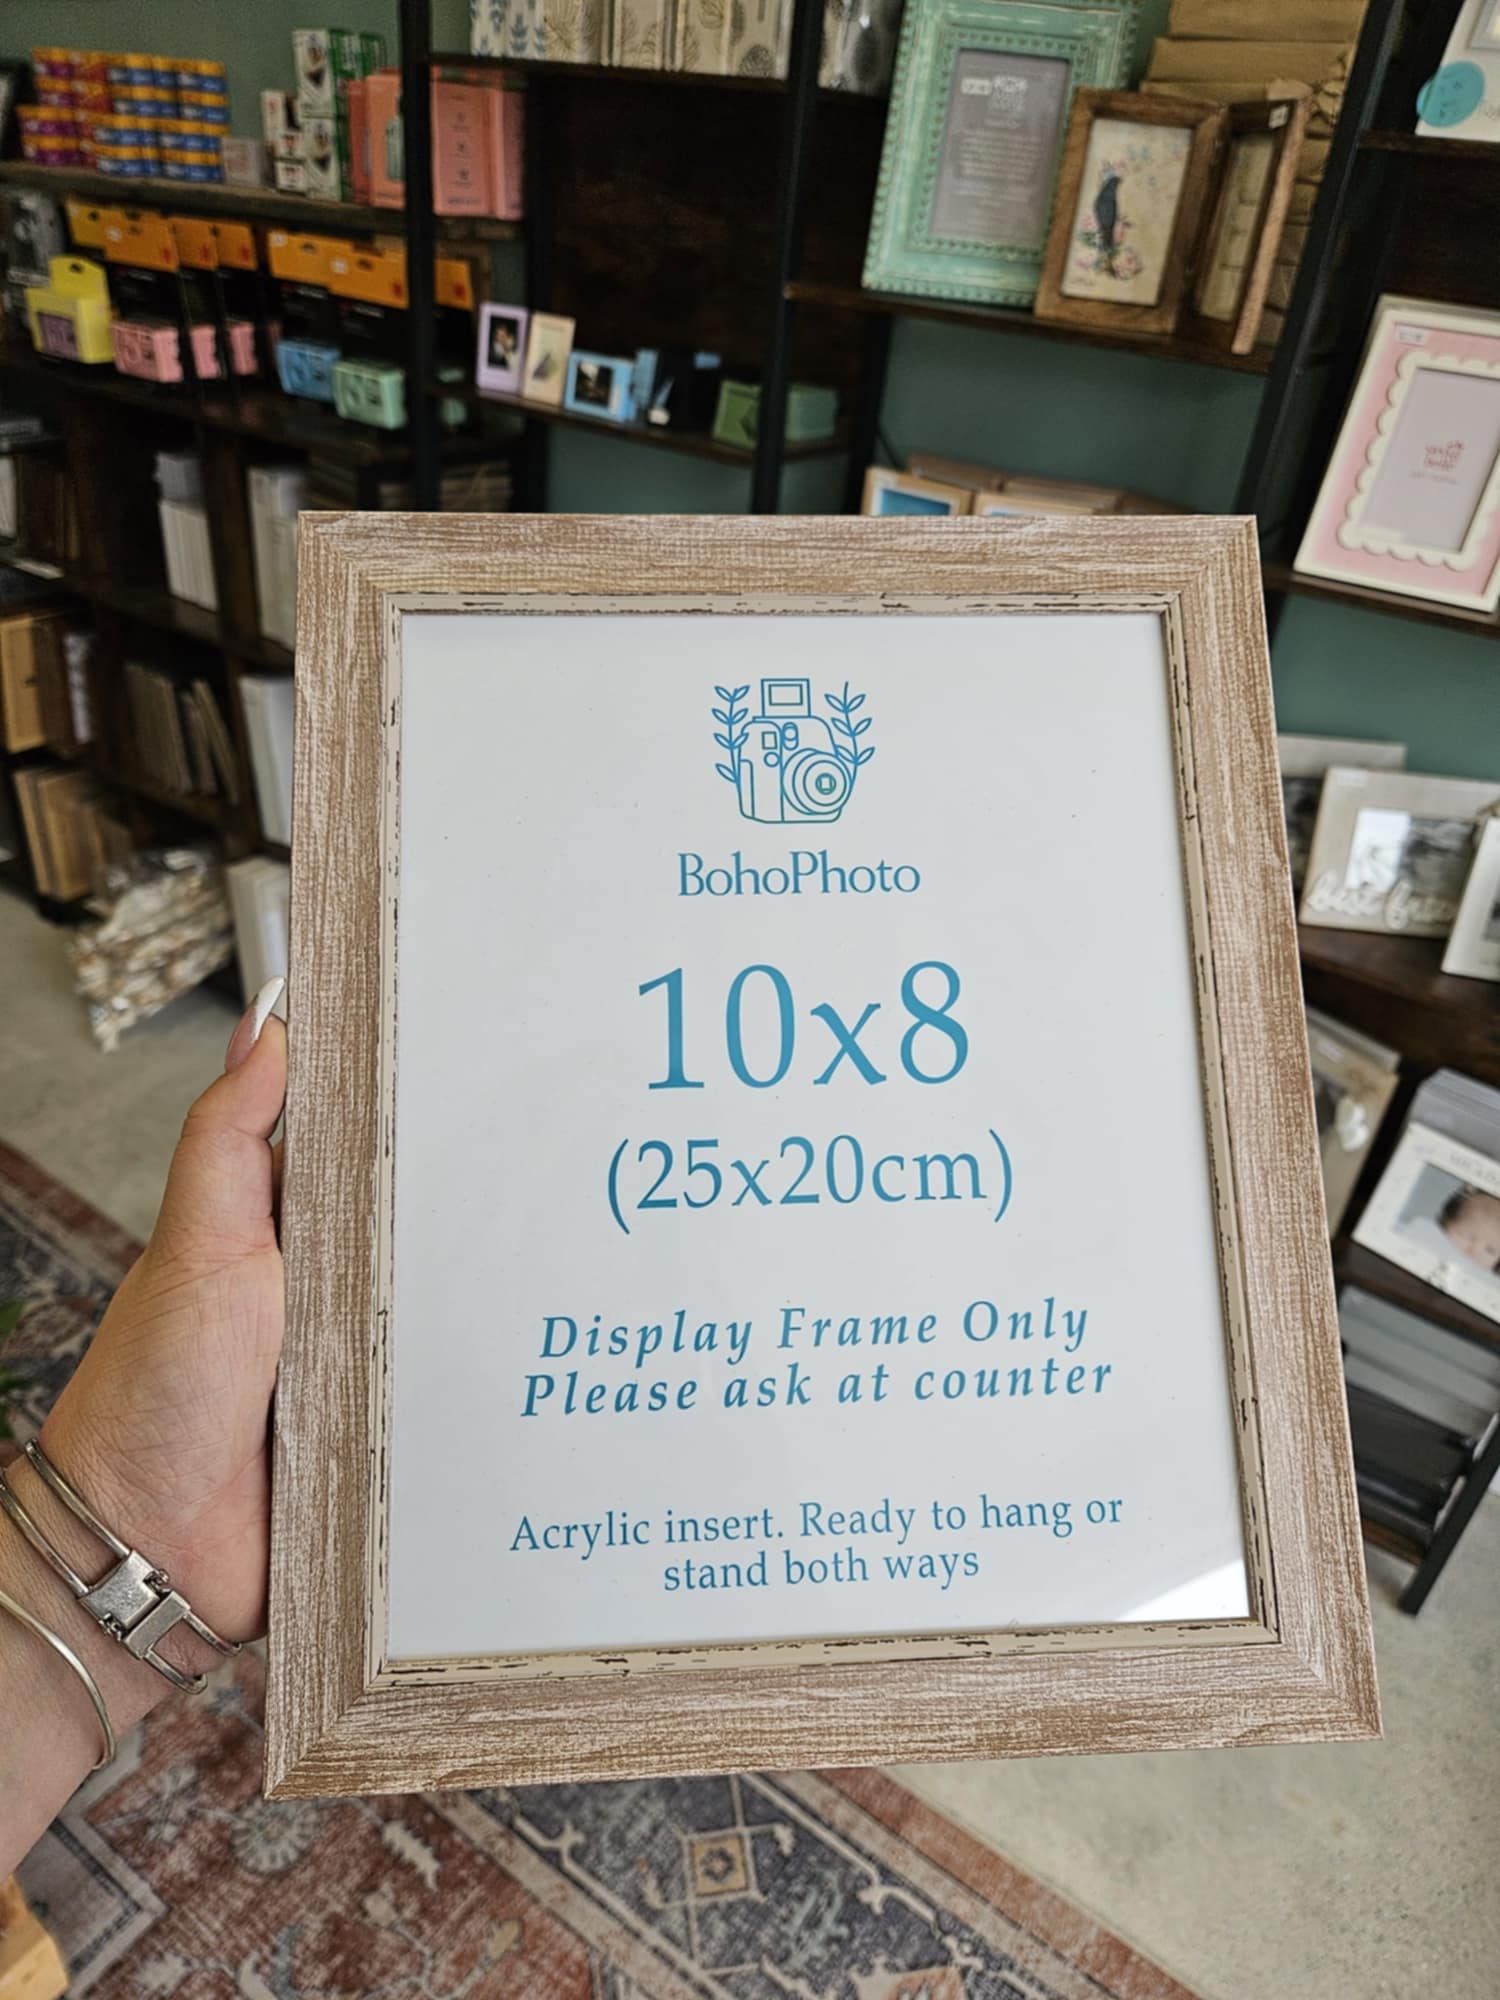 BohoPhoto
10x8
(25x20cm)
Display Frame Only
Please ask at counter
Acrylic insert. Ready to hang or
stand both ways